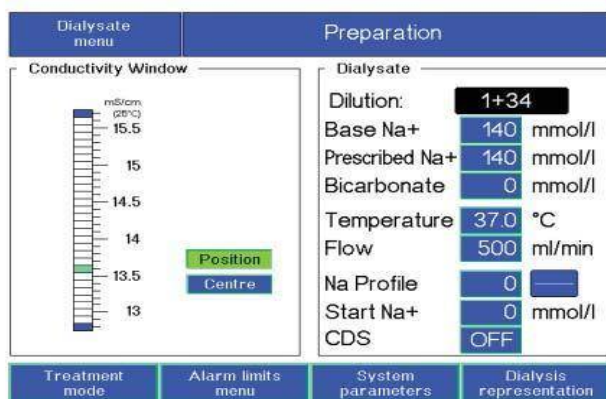 Dialysate
menu
Preparation
Conductivity Window
mS/cm
(25°C)
15.5
15
14.5
14
13.5
13
Position
Centre
Dialysate
Dilution: 1+34
Base Na+ 140 mmol/l
Prescribed Na+ 140 mmol/l
Bicarbonate 0 mmol/l
Temperature 37.0 °C
Flow 500 ml/min
Na Profile 0
Start Na+ 0 mmol/l
CDS OFF
Treatment
mode
Alarm limits
menu
System
parameters
Dialysis
representation